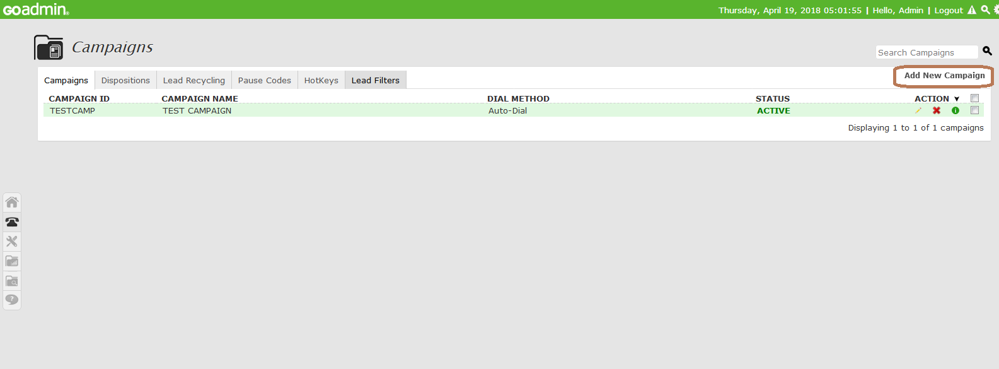 GOadmin®
Thursday, April 19, 2018 05:01:55 | Hello, Admin | Logout
Campaigns
Search Campaigns
Campaigns Dispositions Lead Recycling Pause Codes HotKeys Lead Filters Add New Campaign
CAMPAIGN ID CAMPAIGN NAME DIAL METHOD STATUS ACTION
TESTCAMP TEST CAMPAIGN Auto-Dial ACTIVE
Displaying 1 to 1 of 1 campaigns